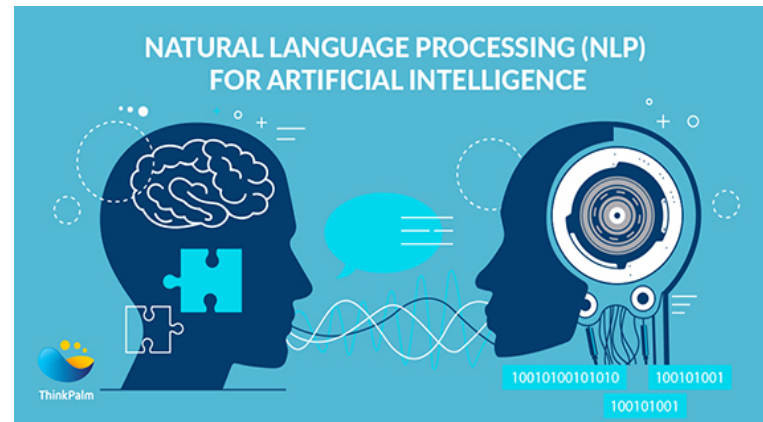 NATURAL LANGUAGE PROCESSING (NLP)
FOR ARTIFICIAL INTELLIGENCE
ThinkPalm
10010100101010
100101001
100101001